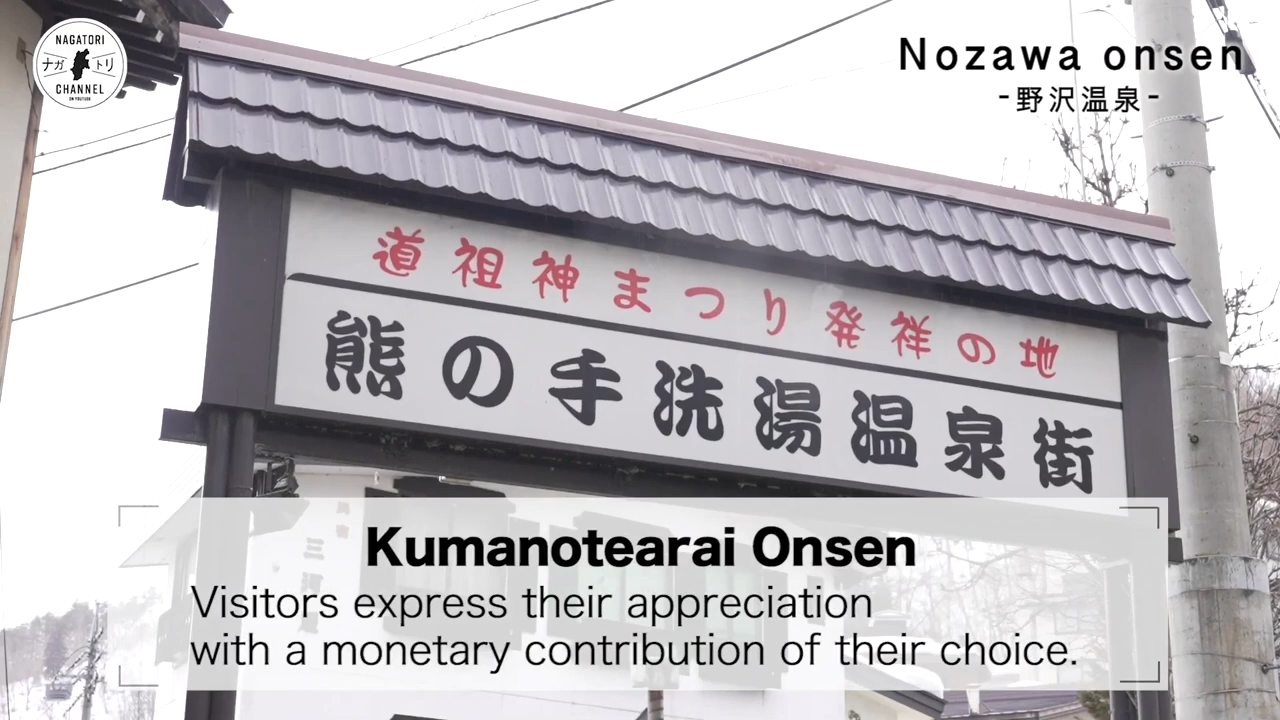 NAGATORI
ナガトリ
CHANNEL
ON YOUTUBE
Nozawa onsen
-野沢温泉-
道祖神まつり発祥の地
熊の手洗湯温泉街
Kumanotearai Onsen
Visitors express their appreciation
with a monetary contribution of their choice.